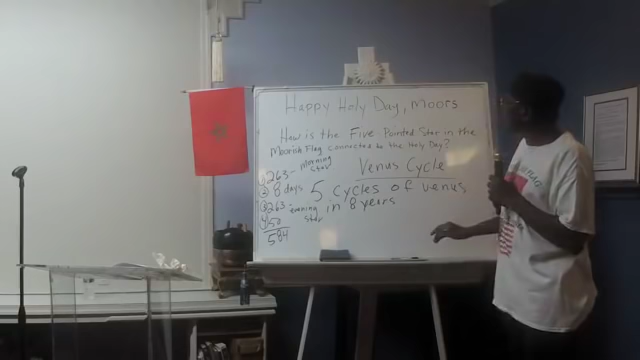 Happy Holy Day, Moors
How is the Five Pointed Star in the
Moorish Flag connected to the Holy Day?
① 263 - morning star
② 8 days
③ 263 - evening star
④ 50
584
Venus Cycle
5 cycles of venus
in 8 years